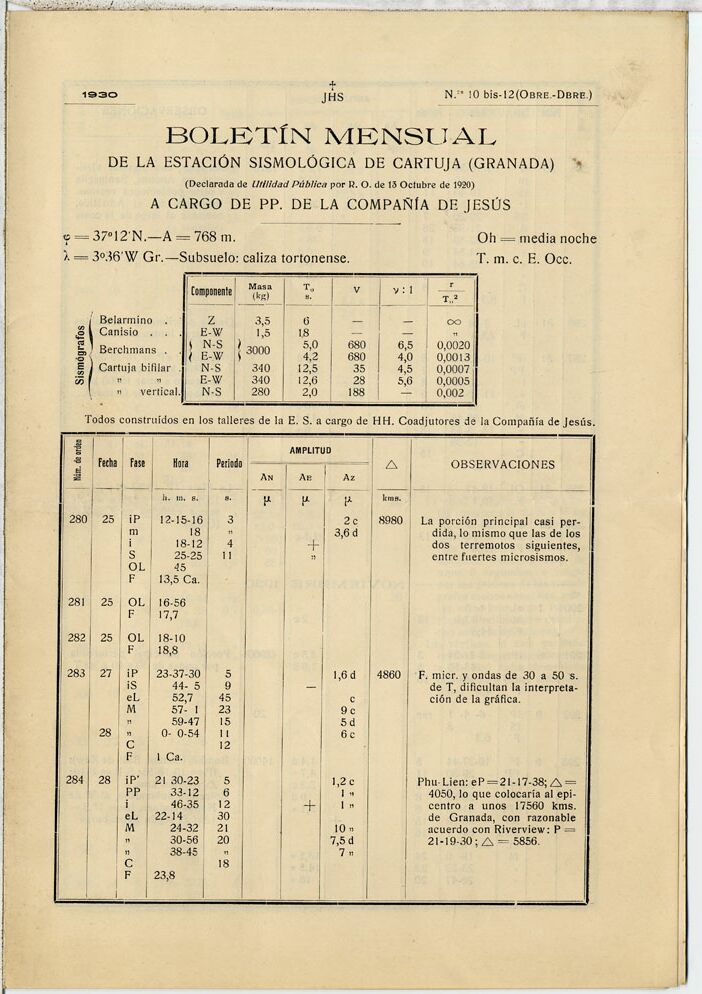 1930
JHS
N.os 10 bis-12 (OBRE.-DBRE.)
BOLETÍN MENSUAL
DE LA ESTACIÓN SISMOLÓGICA DE CARTUJA (GRANADA)
(Declarada de Utilidad Pública por R. O. de 13 Octubre de 1920)
A CARGO DE PP. DE LA COMPAÑÍA DE JESÚS
φ = 37º12'N.—A = 768 m. Oh = media noche
λ = 3º36'W Gr.—Subsuelo: caliza tortonense. T. m. c. E. Occ.
Componente Masa (kg) T₀ s. V ν : 1 r / T₀²
Sismógrafos
Belarmino . Z 3,5 6 — — ∞
Canisio . . . E-W 1,5 1,8 — — „
Berchmans . . N-S 3000 5,0 680 6,5 0,0020
E-W 4,2 680 4,0 0,0013
Cartuja bifilar . N-S 340 12,5 35 4,5 0,0007
„ „ E-W 340 12,6 28 5,6 0,0005
„ vertical. N-S 280 2,0 188 — 0,002
Todos construídos en los talleres de la E. S. a cargo de HH. Coadjutores de la Compañía de Jesús.
Núm. de orden Fecha Fase Hora Periodo AMPLITUD △ OBSERVACIONES
AN AE AZ
h. m. s. s. μ μ μ kms.
280 25 iP 12-15-16 3 2 c 8980 La porción principal casi per-
m 18 „ 3,6 d dida, lo mismo que las de los
i 18-12 4 + dos terremotos siguientes,
S 25-25 11 „ entre fuertes microsismos.
OL 45
F 13,5 Ca.
281 25 OL 16-56
F 17,7
282 25 OL 18-10
F 18,8
283 27 iP 23-37-30 5 1,6 d 4860 F. micr. y ondas de 30 a 50 s.
iS 44- 5 9 — de T, dificultan la interpreta-
eL 52,7 45 c ción de la gráfica.
M 57- 1 23 9 c
„ 59-47 15 5 d
28 „ 0- 0-54 11 6 c
C 12
F 1 Ca.
284 28 iP' 21 30-23 5 1,2 c Phu-Lien: eP = 21-17-38; △ =
PP 33-12 6 1 „ 4050, lo que colocaría al epi-
i 46-35 12 + 1 „ centro a unos 17560 kms.
eL 22-14 30 de Granada, con razonable
M 24-32 21 10 „ acuerdo con Riverview: P =
„ 30-56 20 7,5 d 21-19-30; △ = 5856.
„ 38-45 „ 7 „
C 18
F 23,8